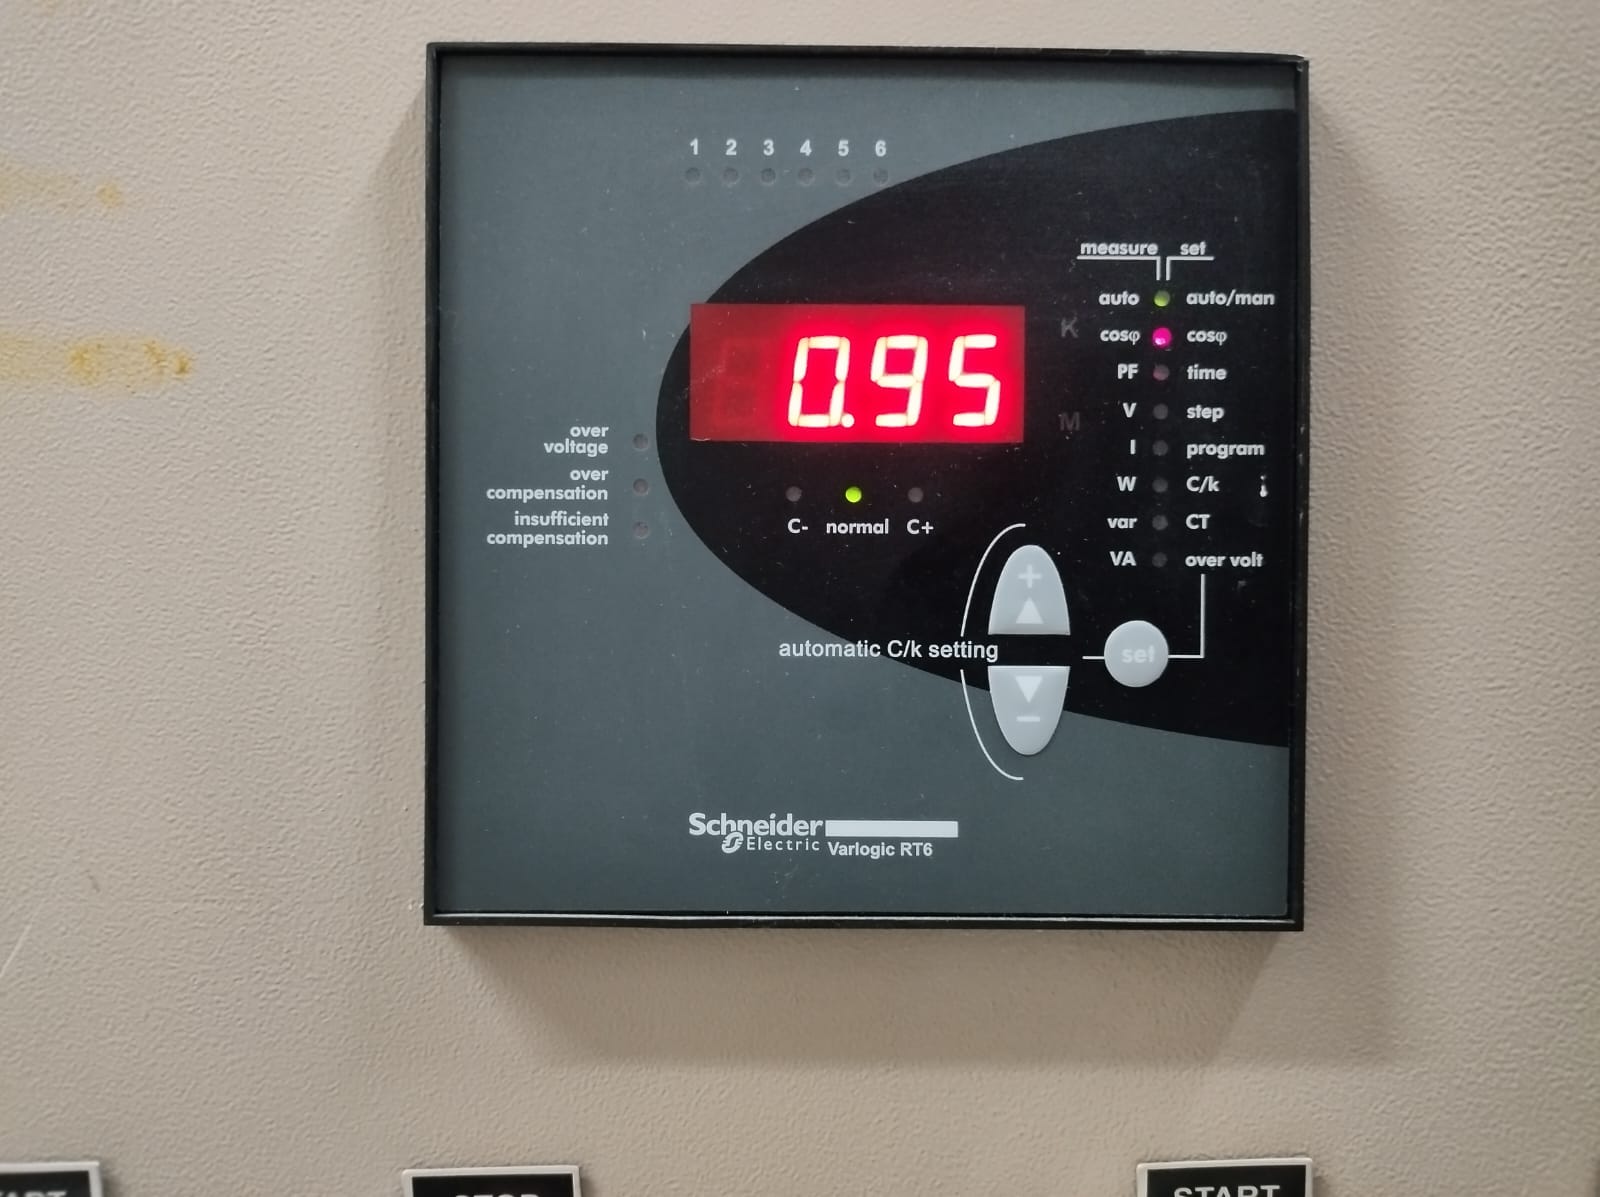 1 2 3 4 5 6
measure set
auto auto/man
K
cosφ cosφ
0.95
PF time
V step
M
I program
W C/k
var CT
VA over volt
over
voltage
over
compensation
insufficient
compensation
C- normal C+
+
automatic C/k setting
set
−
Schneider
Electric
Varlogic RT6
START